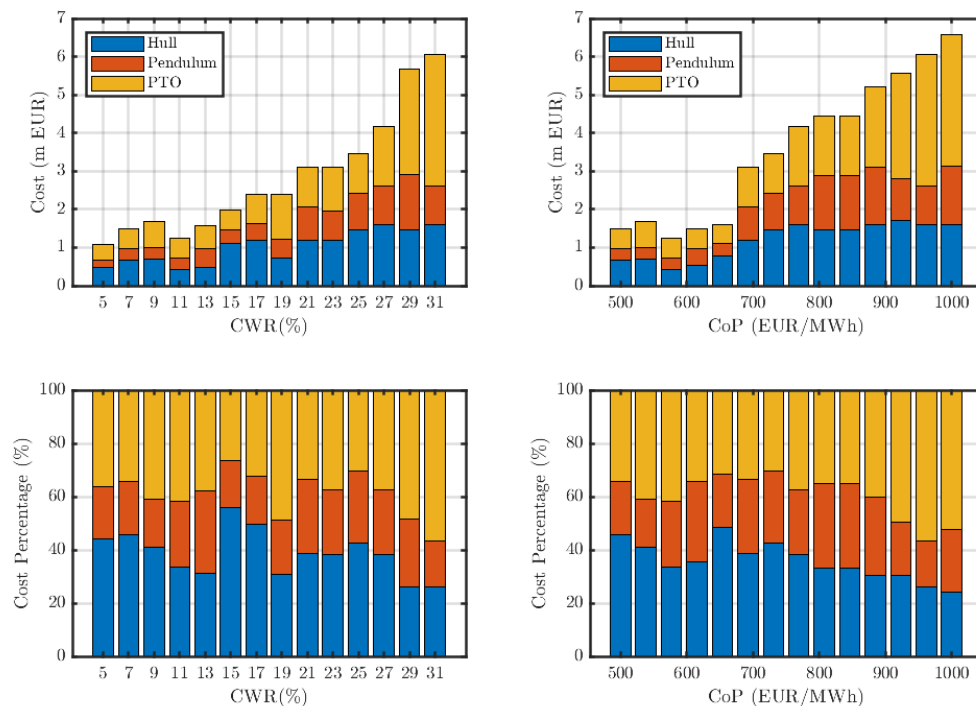 7
6
5
4
3
2
1
0
Cost (m EUR)
Hull
Pendulum
PTO
5 7 9 11 13 15 17 19 21 23 25 27 29 31
CWR(%)
7
6
5
4
3
2
1
0
Cost (m EUR)
Hull
Pendulum
PTO
500 600 700 800 900 1000
CoP (EUR/MWh)
100
80
60
40
20
0
Cost Percentage (%)
5 7 9 11 13 15 17 19 21 23 25 27 29 31
CWR(%)
100
80
60
40
20
0
Cost Percentage (%)
500 600 700 800 900 1000
CoP (EUR/MWh)